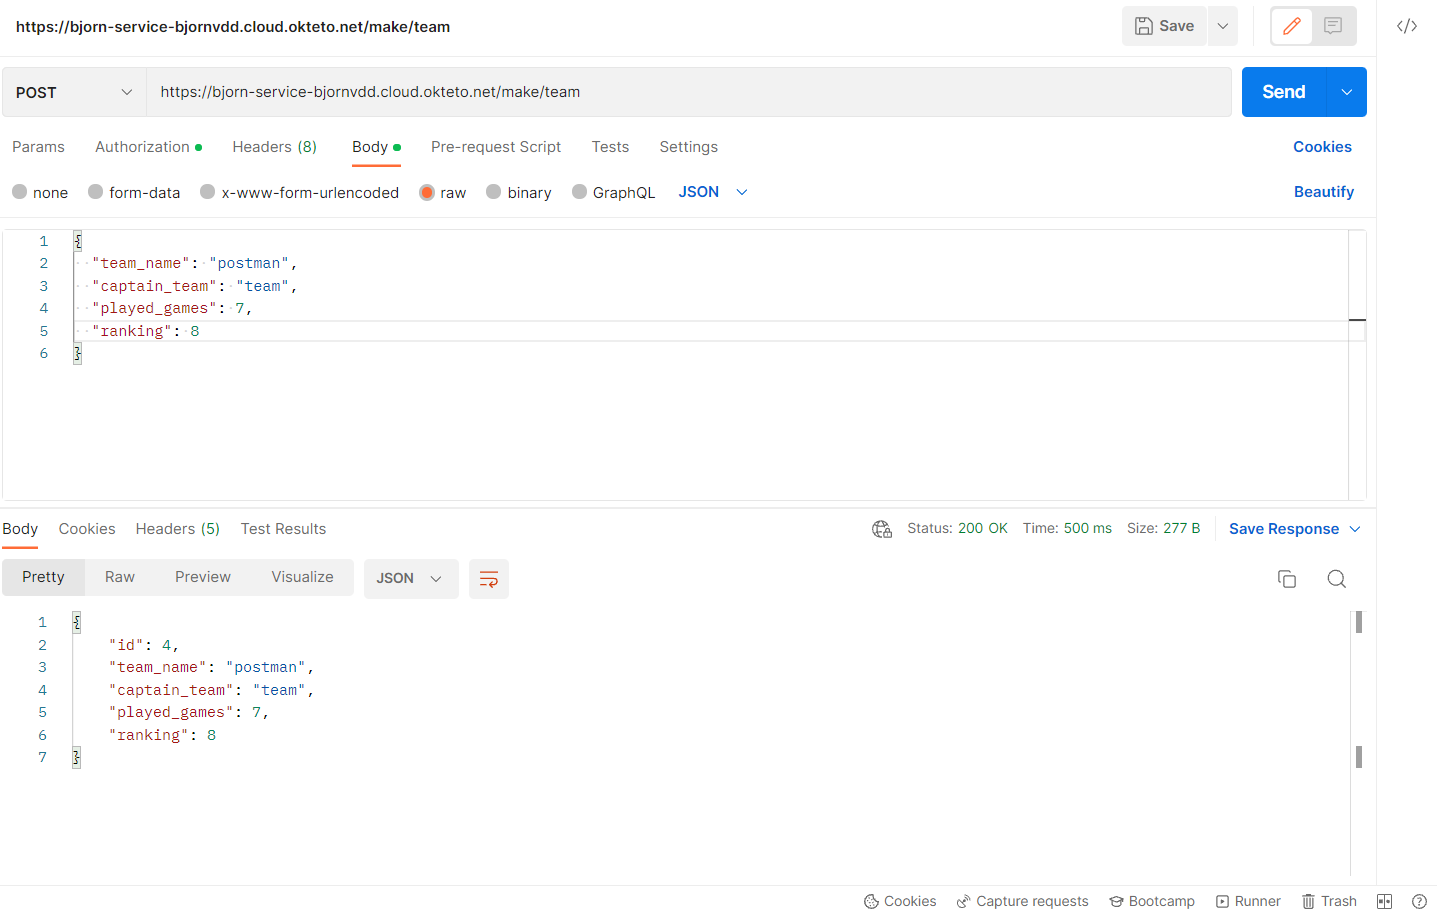 https://bjorn-service-bjornvdd.cloud.okteto.net/make/team Save
POST https://bjorn-service-bjornvdd.cloud.okteto.net/make/team Send
Params Authorization Headers (8) Body Pre-request Script Tests Settings Cookies
none form-data x-www-form-urlencoded raw binary GraphQL JSON Beautify
1 {
2 "team_name": "postman",
3 "captain_team": "team",
4 "played_games": 7,
5 "ranking": 8
6 }
Body Cookies Headers (5) Test Results Status: 200 OK Time: 500 ms Size: 277 B Save Response
Pretty Raw Preview Visualize JSON
1 {
2 "id": 4,
3 "team_name": "postman",
4 "captain_team": "team",
5 "played_games": 7,
6 "ranking": 8
7 }
Cookies Capture requests Bootcamp Runner Trash